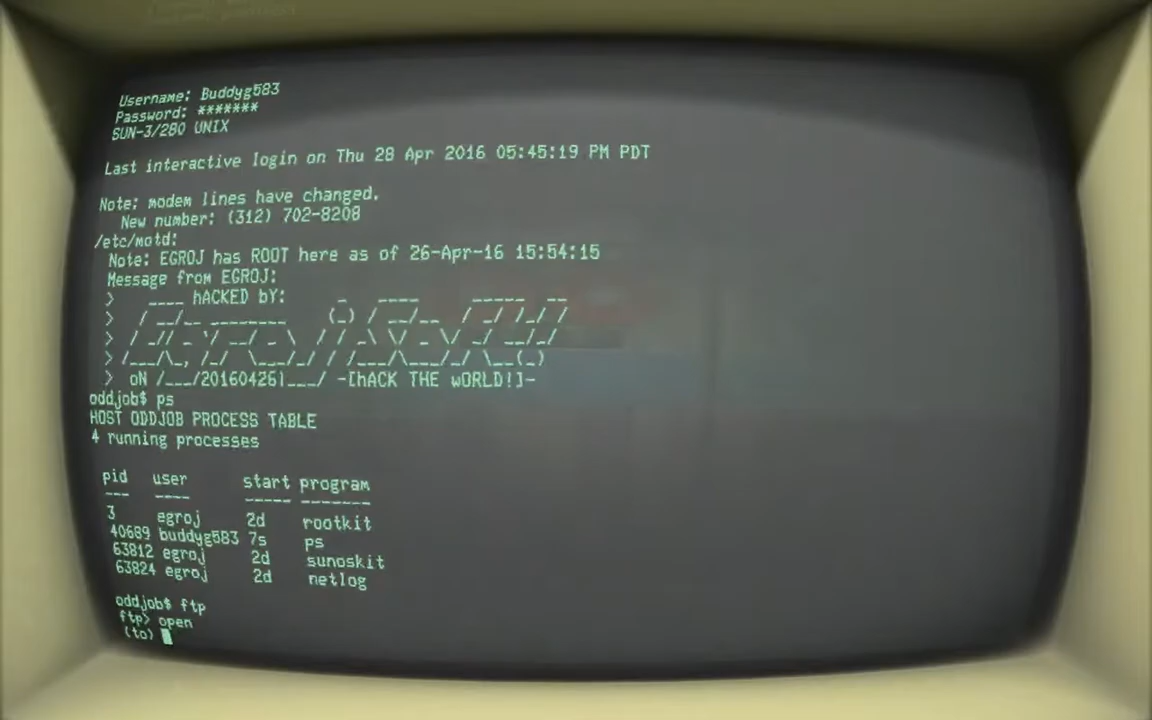 Username: Buddyg583
Password: *******
SUN-3/280 UNIX
Last interactive login on Thu 28 Apr 2016 05:45:19 PM PDT
Note: modem lines have changed.
New number: (312) 702-8208
/etc/motd:
Note: EGROJ has ROOT here as of 26-Apr-16 15:54:15
Message from EGROJ:
> ____ hACKED bY:
> oN /___/20160426|___/ -[hACK THE wORLD!]-
oddjob$ ps
HOST ODDJOB PROCESS TABLE
4 running processes
pid user start program
--- ---- ----- -------
3 egroj 2d rootkit
40689 buddyg583 7s ps
63812 egroj 2d sunoskit
63824 egroj 2d netlog
oddjob$ ftp
ftp> open
(to)